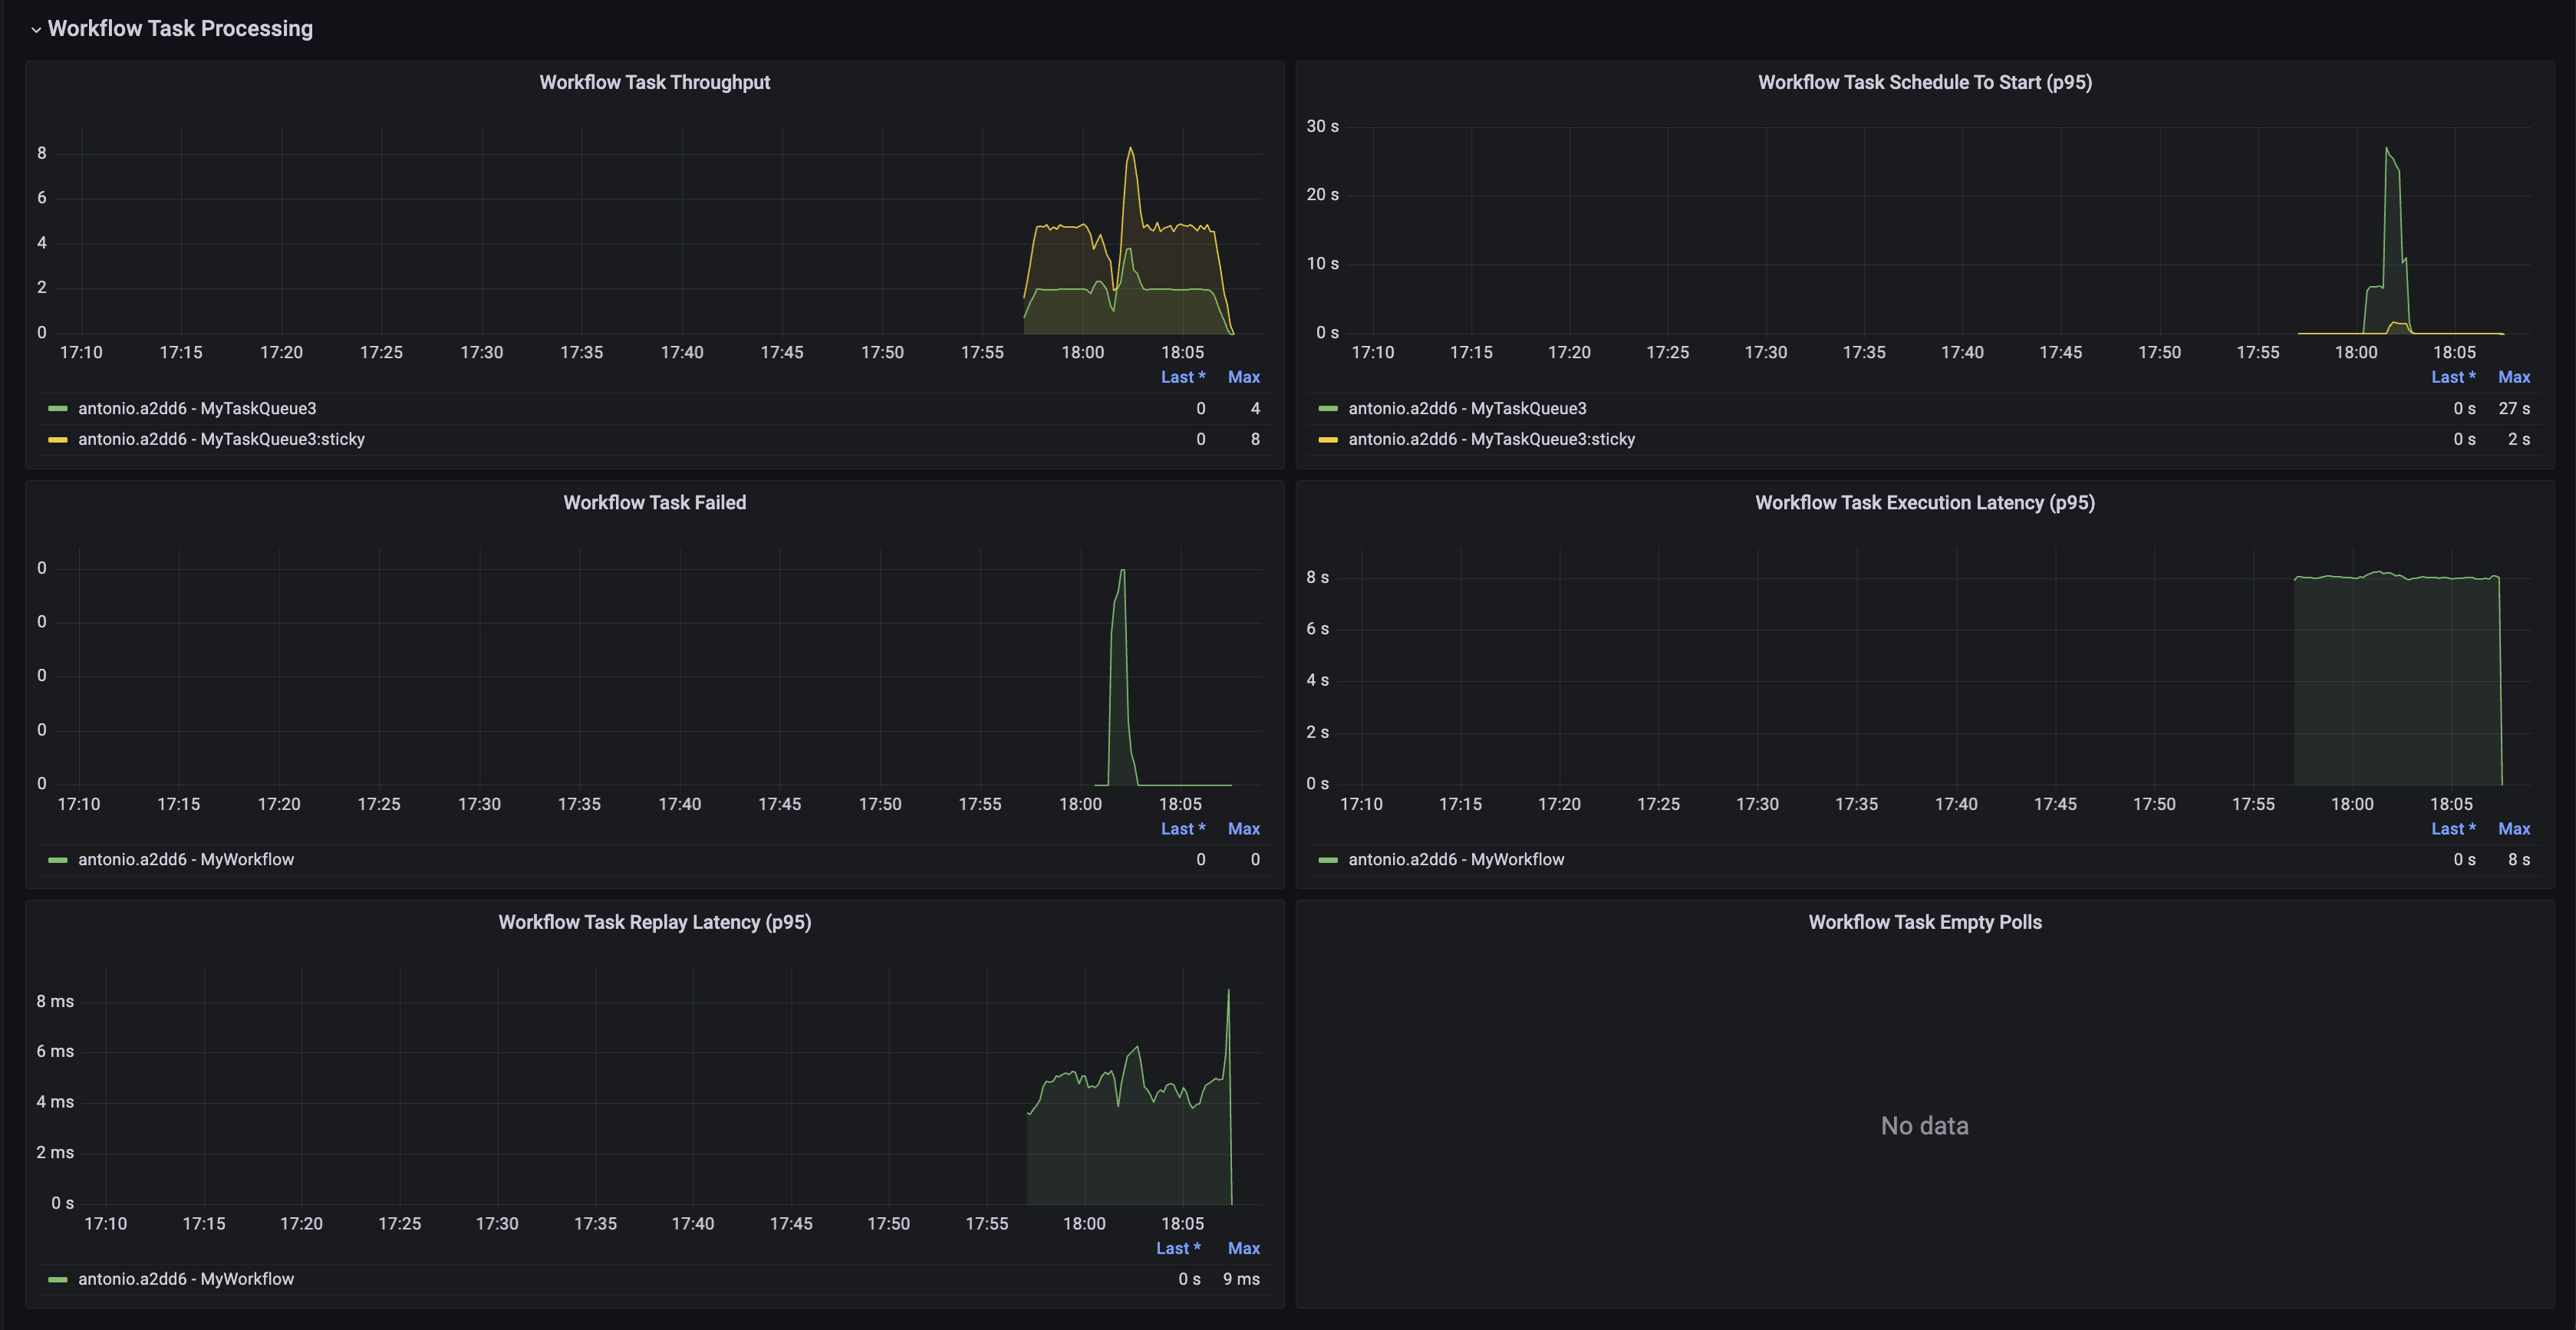 Workflow Task Processing
Workflow Task Throughput
8
6
4
2
0
17:10 17:15 17:20 17:25 17:30 17:35 17:40 17:45 17:50 17:55 18:00 18:05
Last * Max
antonio.a2dd6 - MyTaskQueue3 0 4
antonio.a2dd6 - MyTaskQueue3:sticky 0 8
Workflow Task Schedule To Start (p95)
30 s
20 s
10 s
0 s
17:10 17:15 17:20 17:25 17:30 17:35 17:40 17:45 17:50 17:55 18:00 18:05
Last * Max
antonio.a2dd6 - MyTaskQueue3 0 s 27 s
antonio.a2dd6 - MyTaskQueue3:sticky 0 s 2 s
Workflow Task Failed
0
0
0
0
0
17:10 17:15 17:20 17:25 17:30 17:35 17:40 17:45 17:50 17:55 18:00 18:05
Last * Max
antonio.a2dd6 - MyWorkflow 0 0
Workflow Task Execution Latency (p95)
8 s
6 s
4 s
2 s
0 s
17:10 17:15 17:20 17:25 17:30 17:35 17:40 17:45 17:50 17:55 18:00 18:05
Last * Max
antonio.a2dd6 - MyWorkflow 0 s 8 s
Workflow Task Replay Latency (p95)
8 ms
6 ms
4 ms
2 ms
0 s
17:10 17:15 17:20 17:25 17:30 17:35 17:40 17:45 17:50 17:55 18:00 18:05
Last * Max
antonio.a2dd6 - MyWorkflow 0 s 9 ms
Workflow Task Empty Polls
No data